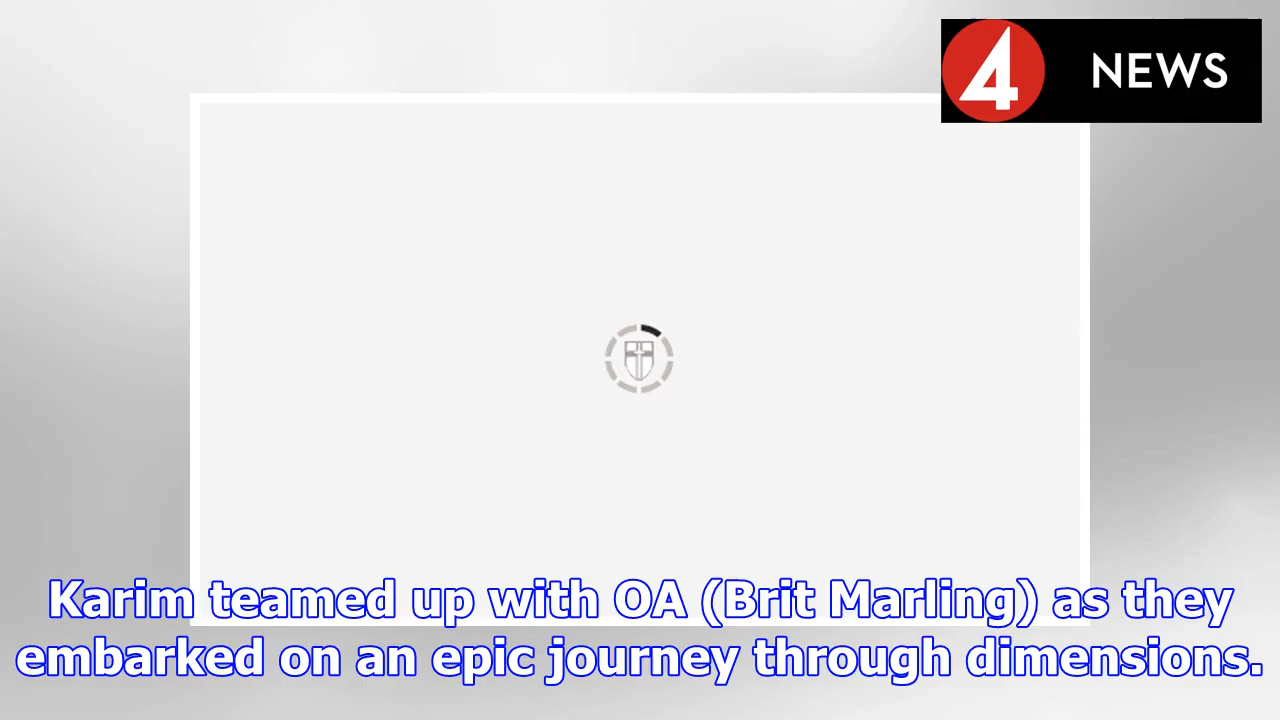 4 NEWS
Karim teamed up with OA (Brit Marling) as they
embarked on an epic journey through dimensions.